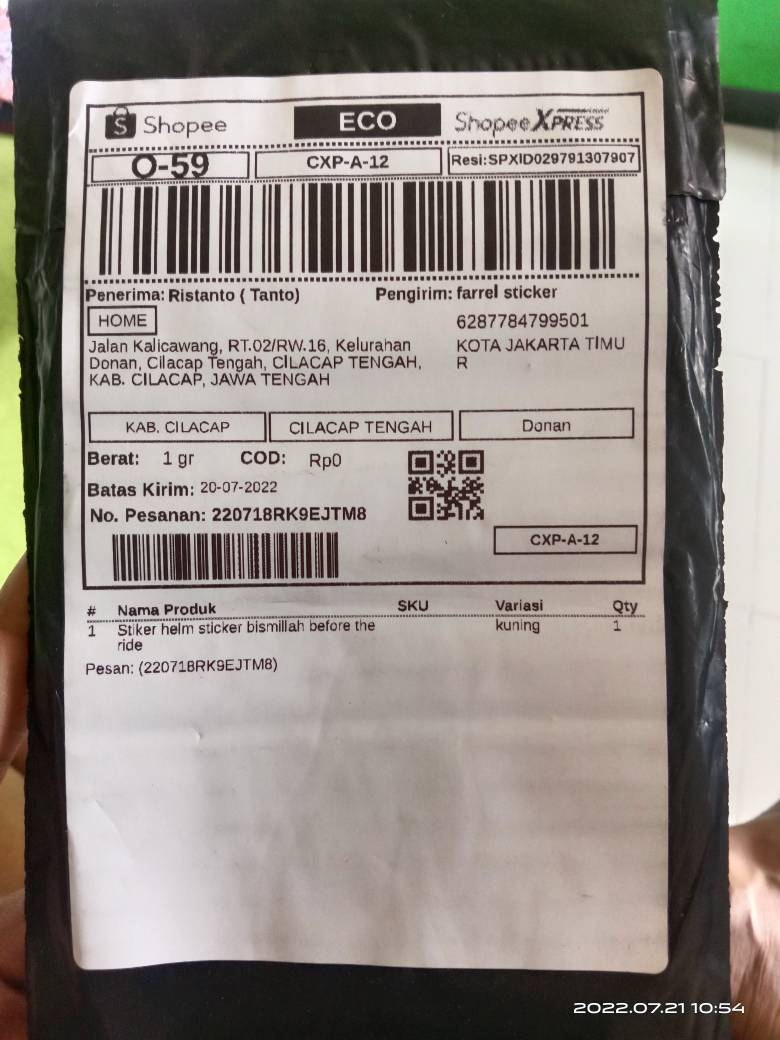 Shopee
ECO
Shopee XPRESS
O-59
CXP-A-12
Resi:SPXID029791307907
Penerima: Ristanto ( Tanto)
Pengirim: farrel sticker
HOME
6287784799501
Jalan Kalicawang, RT.02/RW.16, Kelurahan
Donan, Cilacap Tengah, CILACAP TENGAH,
KAB. CILACAP, JAWA TENGAH
KOTA JAKARTA TIMU
R
KAB. CILACAP
CILACAP TENGAH
Donan
Berat: 1 gr
COD: Rp0
Batas Kirim: 20-07-2022
No. Pesanan: 220718RK9EJTM8
CXP-A-12
# Nama Produk SKU Variasi Qty
1 Stiker helm sticker bismillah before the kuning 1
ride
Pesan: (220718RK9EJTM8)
2022.07.21 10:54